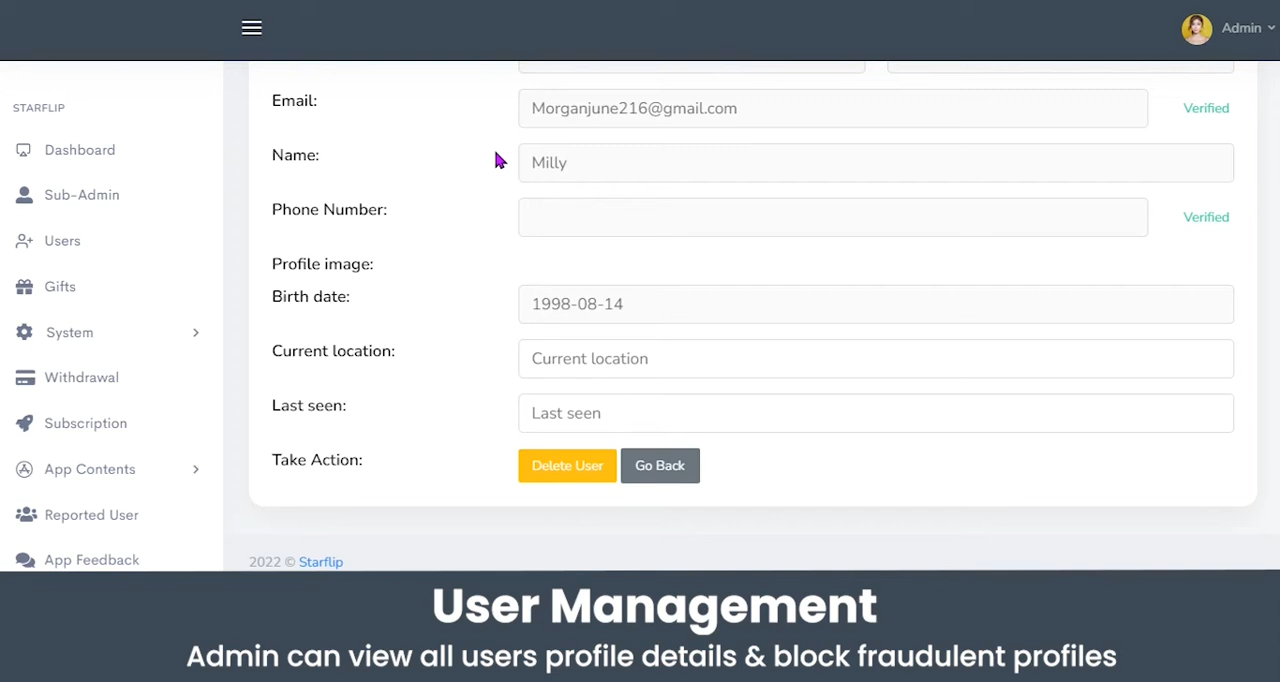 Admin
STARFLIP
Dashboard
Sub-Admin
Users
Gifts
System
Withdrawal
Subscription
App Contents
Reported User
App Feedback
Email:
Morganjune216@gmail.com
Verified
Name:
Milly
Phone Number:
Verified
Profile image:
Birth date:
1998-08-14
Current location:
Current location
Last seen:
Last seen
Take Action:
Delete User
Go Back
2022 © Starflip
User Management
Admin can view all users profile details & block fraudulent profiles